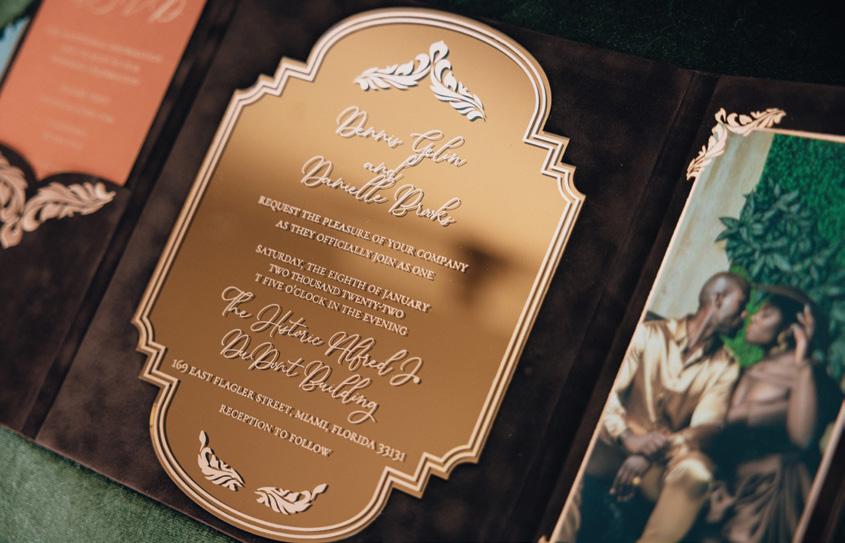 RSVP
Dennis Gelin
and
Danielle Brooks
REQUEST THE PLEASURE OF YOUR COMPANY
AS THEY OFFICIALLY JOIN AS ONE
SATURDAY, THE EIGHTH OF JANUARY
TWO THOUSAND TWENTY-TWO
T FIVE O'CLOCK IN THE EVENING
The Historic Alfred J.
DuPont Building
169 EAST FLAGLER STREET, MIAMI, FLORIDA 33131
RECEPTION TO FOLLOW